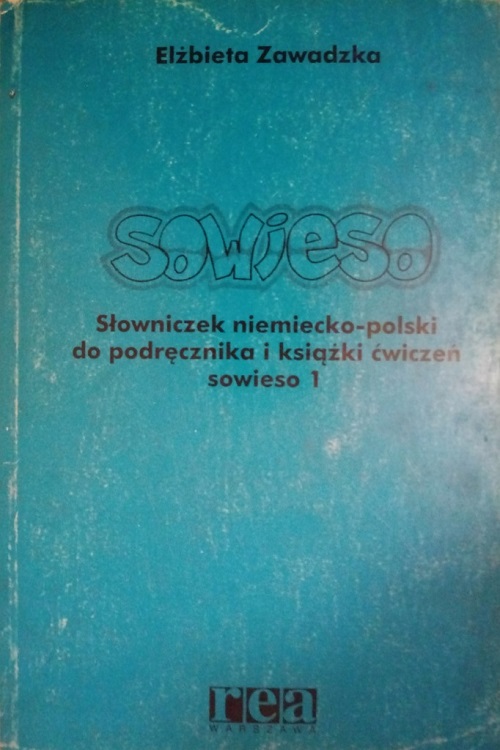 Elżbieta Zawadzka
sowieso
Słowniczek niemiecko-polski
do podręcznika i książki ćwiczeń
sowieso 1
rea
WARSZAWA